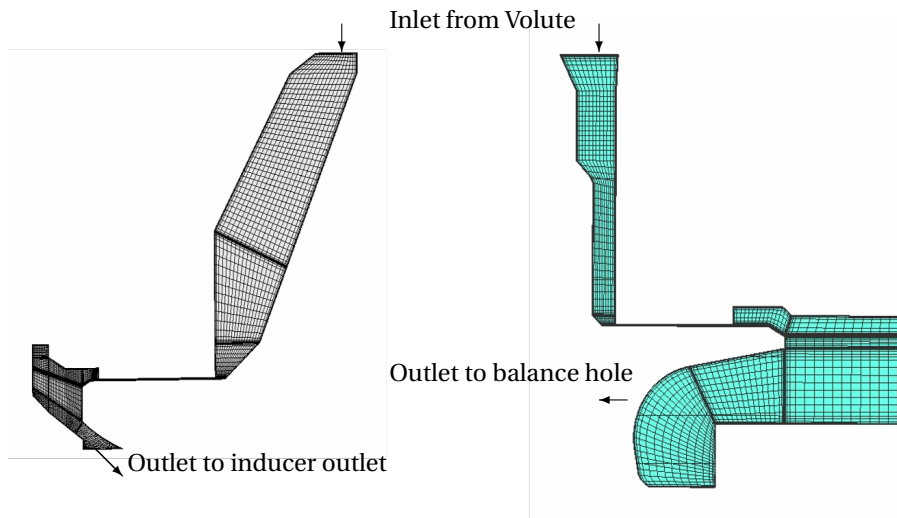 Inlet from Volute
Outlet to balance hole
Outlet to inducer outlet